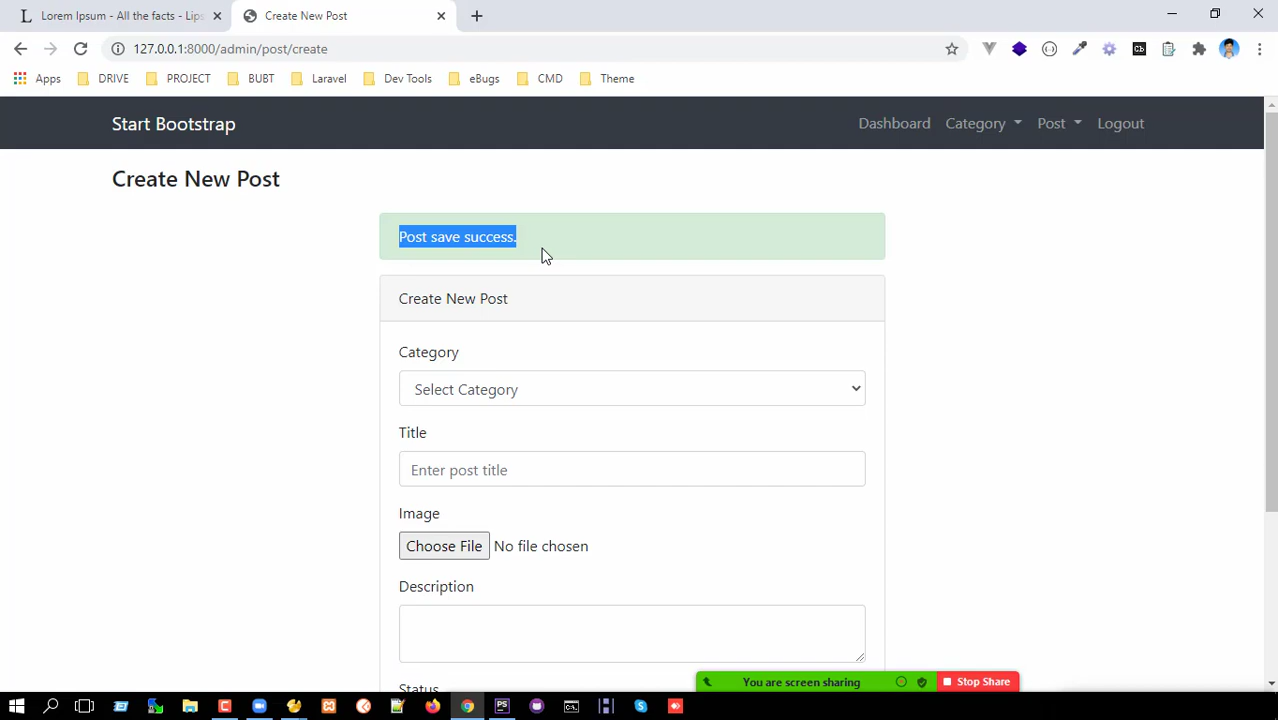 Lorem Ipsum - All the facts - Lips
Create New Post
127.0.0.1:8000/admin/post/create
Apps
DRIVE
PROJECT
BUBT
Laravel
Dev Tools
eBugs
CMD
Theme
Start Bootstrap
Dashboard
Category
Post
Logout
Create New Post
Post save success.
Create New Post
Category
Select Category
Title
Enter post title
Image
Choose File No file chosen
Description
Status
You are screen sharing
Stop Share